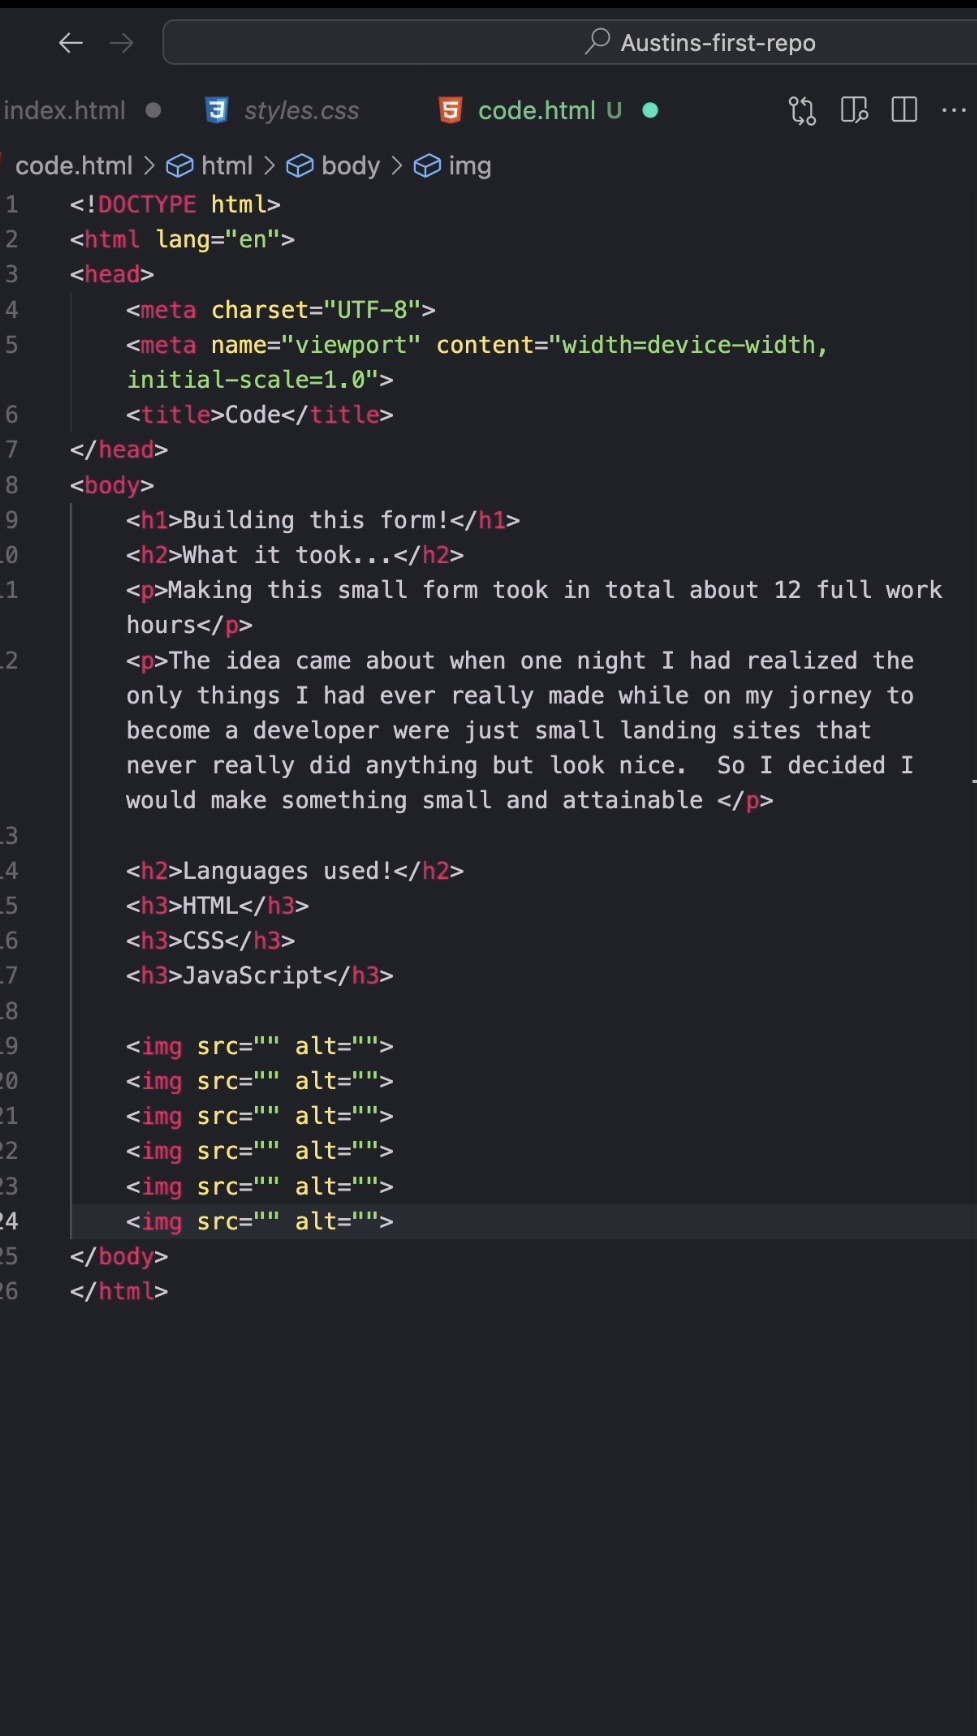 Austins-first-repo
index.html styles.css code.html U ...
code.html > html > body > img
1 <!DOCTYPE html>
2 <html lang="en">
3 <head>
4 <meta charset="UTF-8">
5 <meta name="viewport" content="width=device-width,
initial-scale=1.0">
6 <title>Code</title>
7 </head>
8 <body>
9 <h1>Building this form!</h1>
10 <h2>What it took...</h2>
11 <p>Making this small form took in total about 12 full work
hours</p>
12 <p>The idea came about when one night I had realized the
only things I had ever really made while on my jorney to
become a developer were just small landing sites that
never really did anything but look nice.  So I decided I
would make something small and attainable </p>
13
14 <h2>Languages used!</h2>
15 <h3>HTML</h3>
16 <h3>CSS</h3>
17 <h3>JavaScript</h3>
18
19 <img src="" alt="">
20 <img src="" alt="">
21 <img src="" alt="">
22 <img src="" alt="">
23 <img src="" alt="">
24 <img src="" alt="">
25 </body>
26 </html>